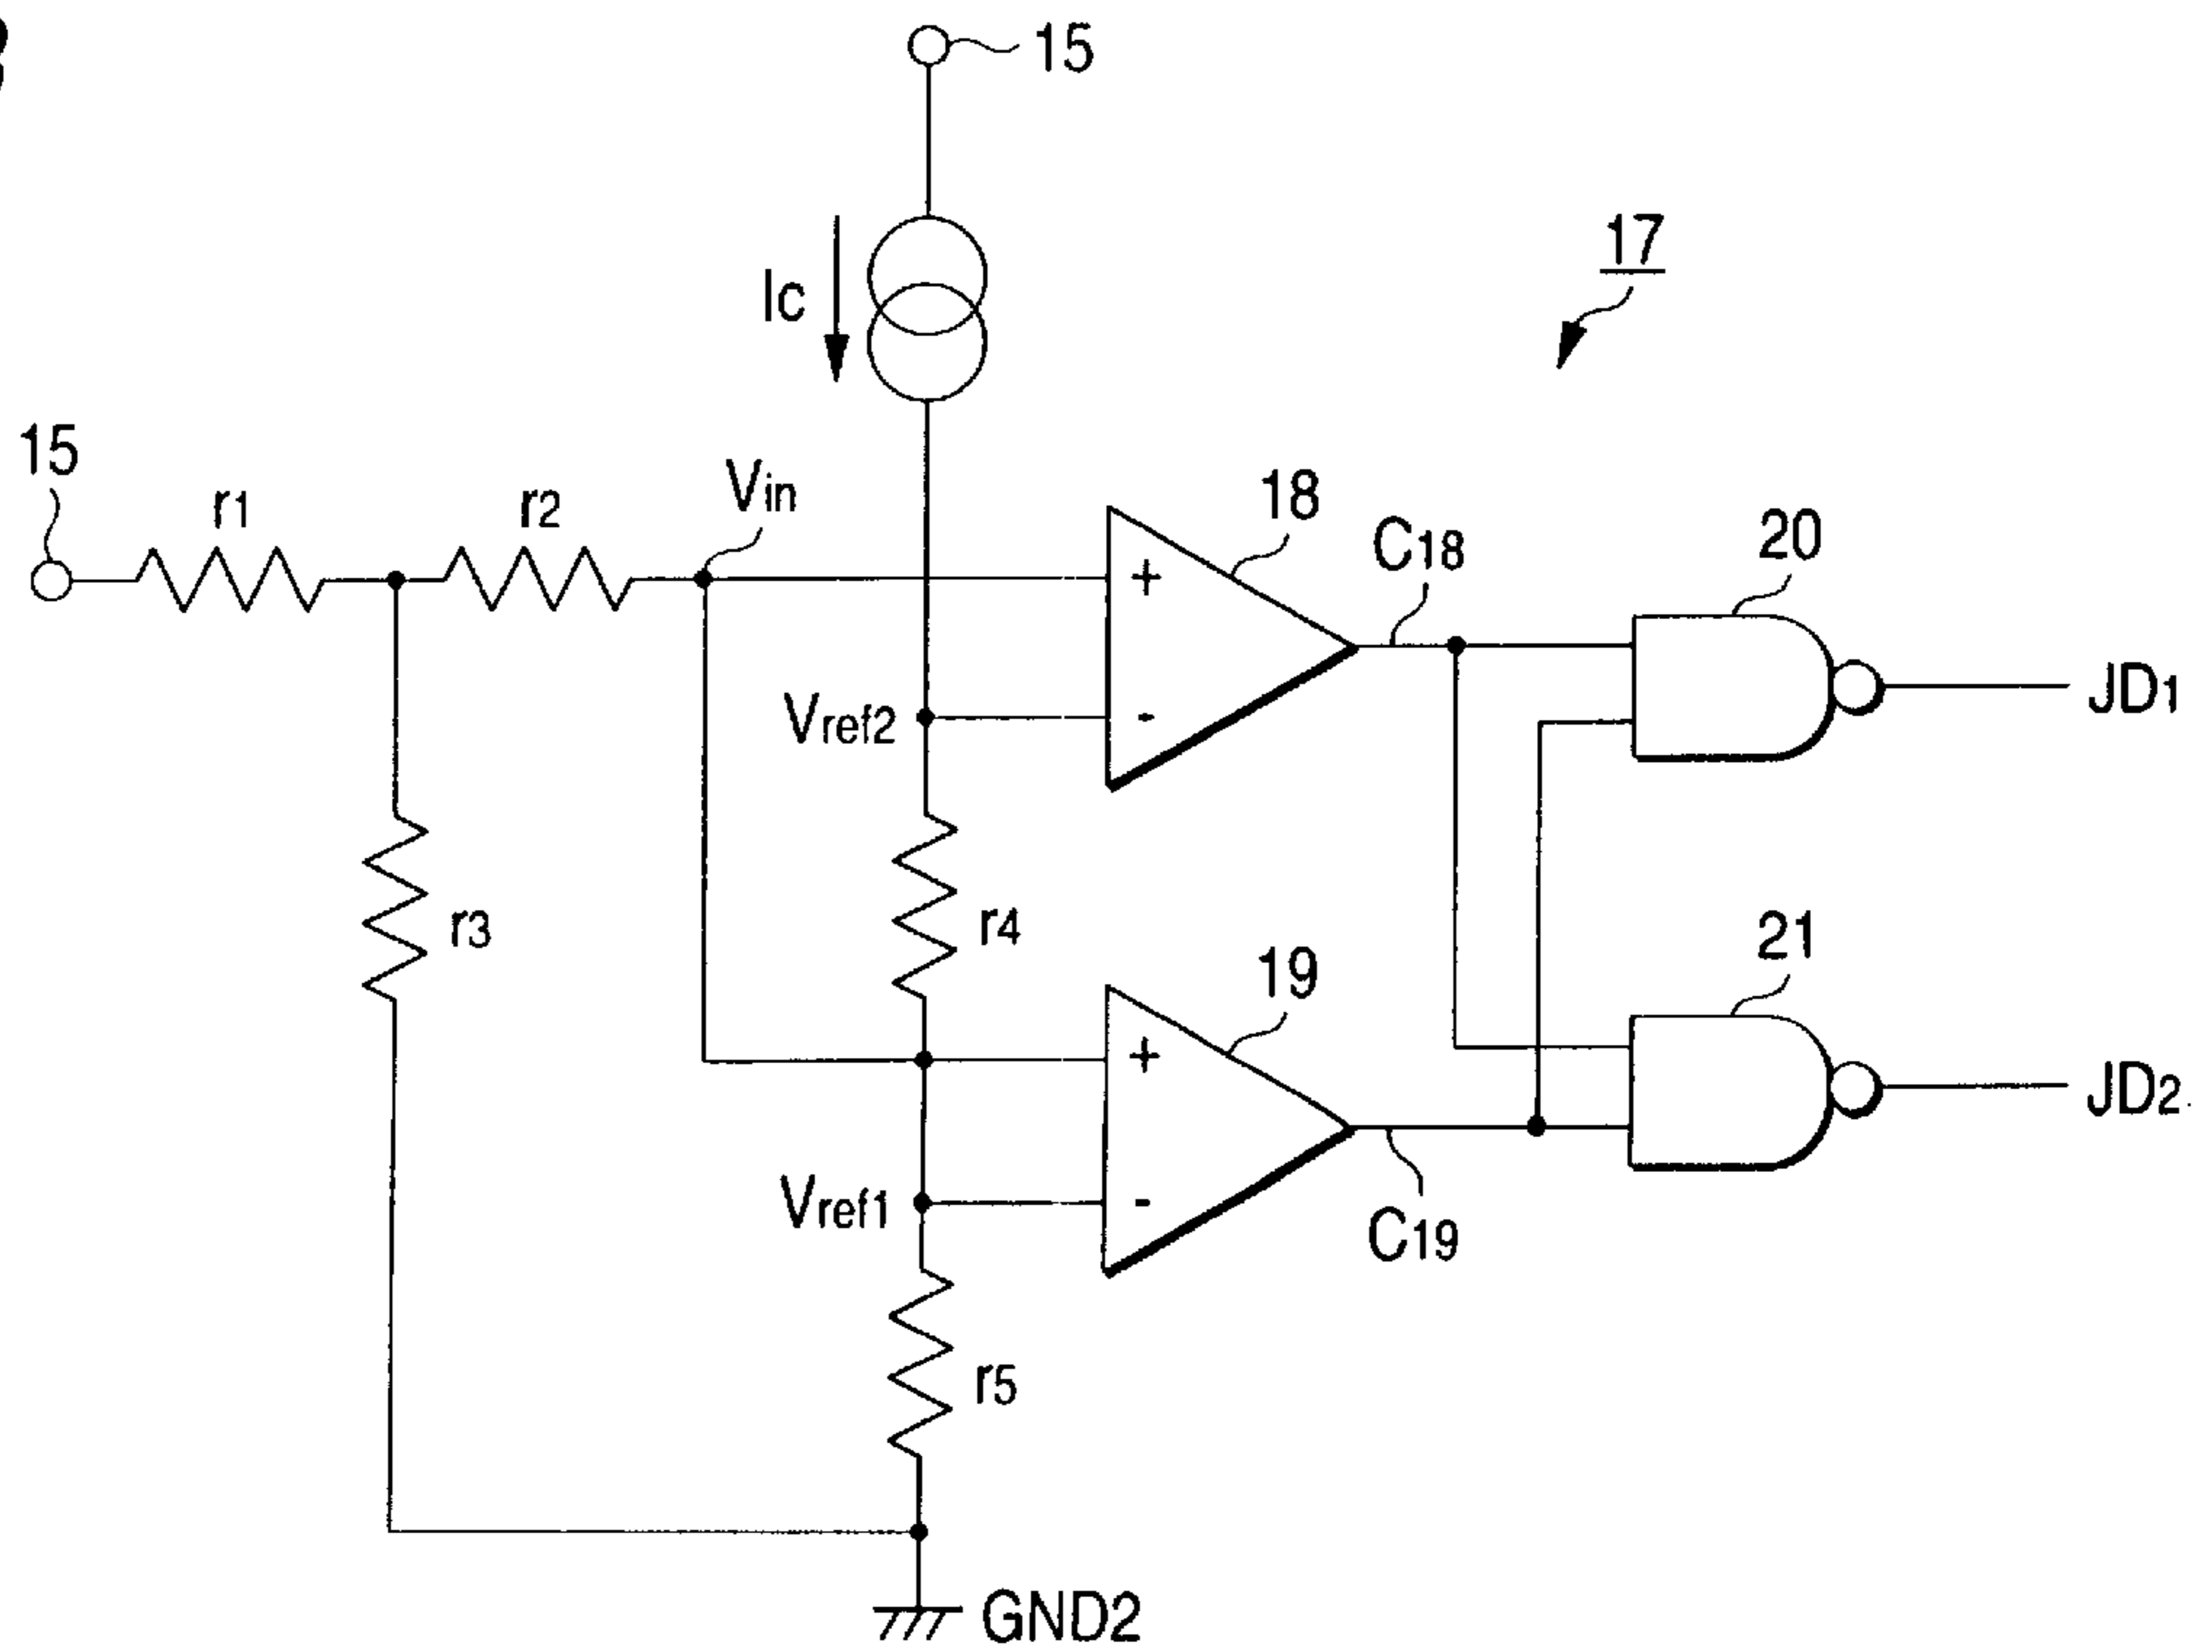 15
17
Ic
15
r1
r2
Vin
18
C18
20
+
JD1
Vref2
-
r3
r4
19
21
+
JD2
Vref1
-
C19
r5
GND2